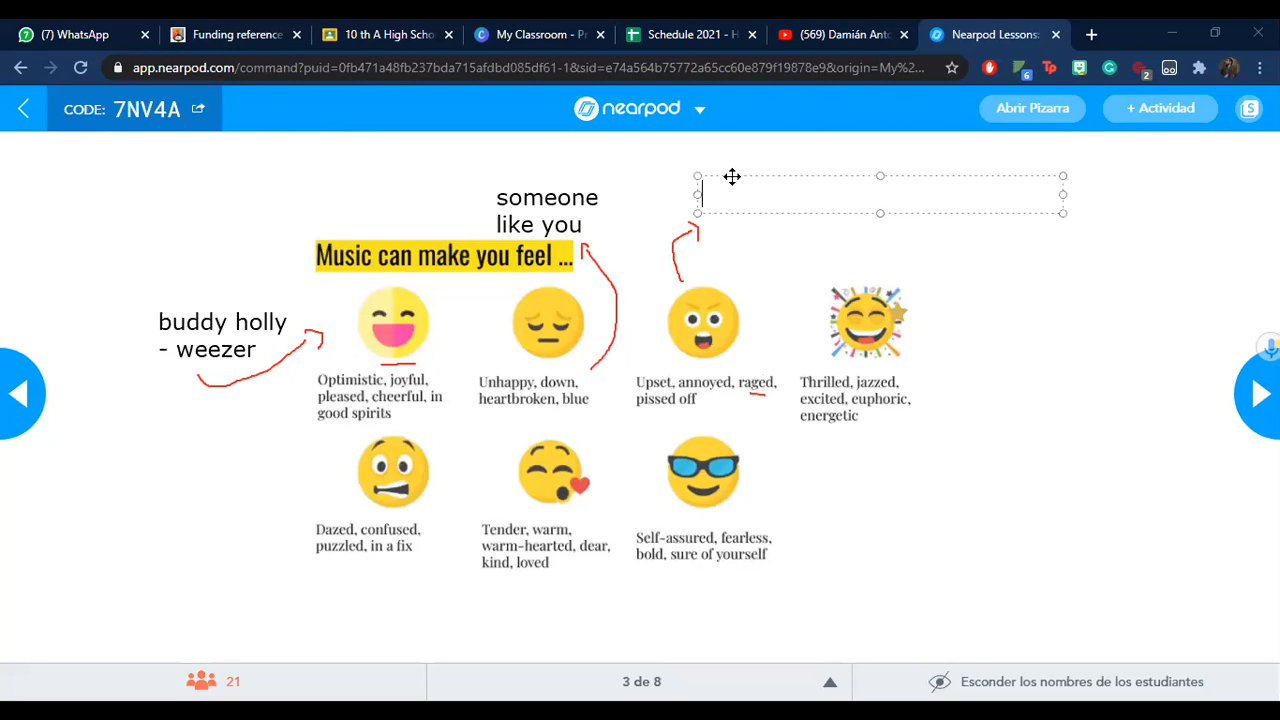 (7) WhatsApp
Funding reference
10 th A High Scho
My Classroom - Pr
Schedule 2021 - H
(569) Damián Anto
Nearpod Lessons:
app.nearpod.com/command?puid=0fb471a48fb237bda715afdbd085df61-1&sid=e74a564b75772a65cc60e879f19878e9&origin=My%2...
6
2
CODE: 7NV4A
nearpod
Abrir Pizarra
+ Actividad
S
someone
like you
Music can make you feel ...
buddy holly
- weezer
Optimistic, joyful,
pleased, cheerful, in
good spirits
Unhappy, down,
heartbroken, blue
Upset, annoyed, raged,
pissed off
Thrilled, jazzed,
excited, euphoric,
energetic
Dazed, confused,
puzzled, in a fix
Tender, warm,
warm-hearted, dear,
kind, loved
Self-assured, fearless,
bold, sure of yourself
21
3 de 8
Esconder los nombres de los estudiantes